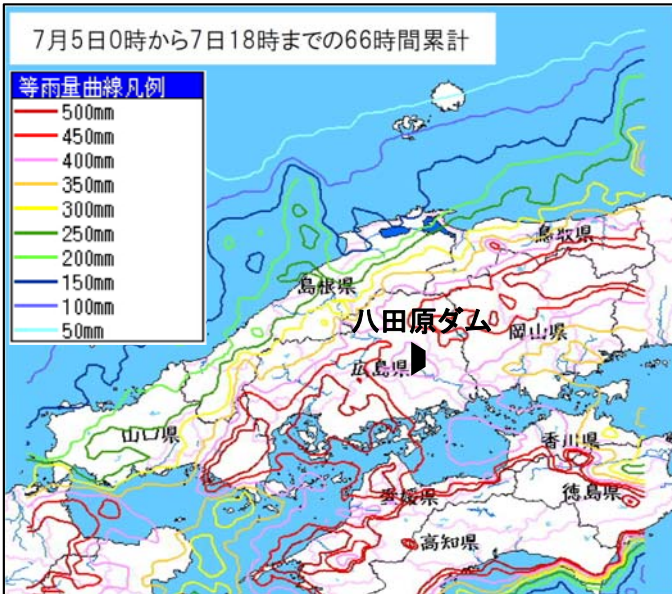 7月5日0時から7日18時までの66時間累計
等雨量曲線凡例
500mm
450mm
400mm
350mm
300mm
250mm
200mm
150mm
100mm
50mm
鳥取県
島根県
八田原ダム
岡山県
広島県
山口県
香川県
愛媛県
徳島県
高知県